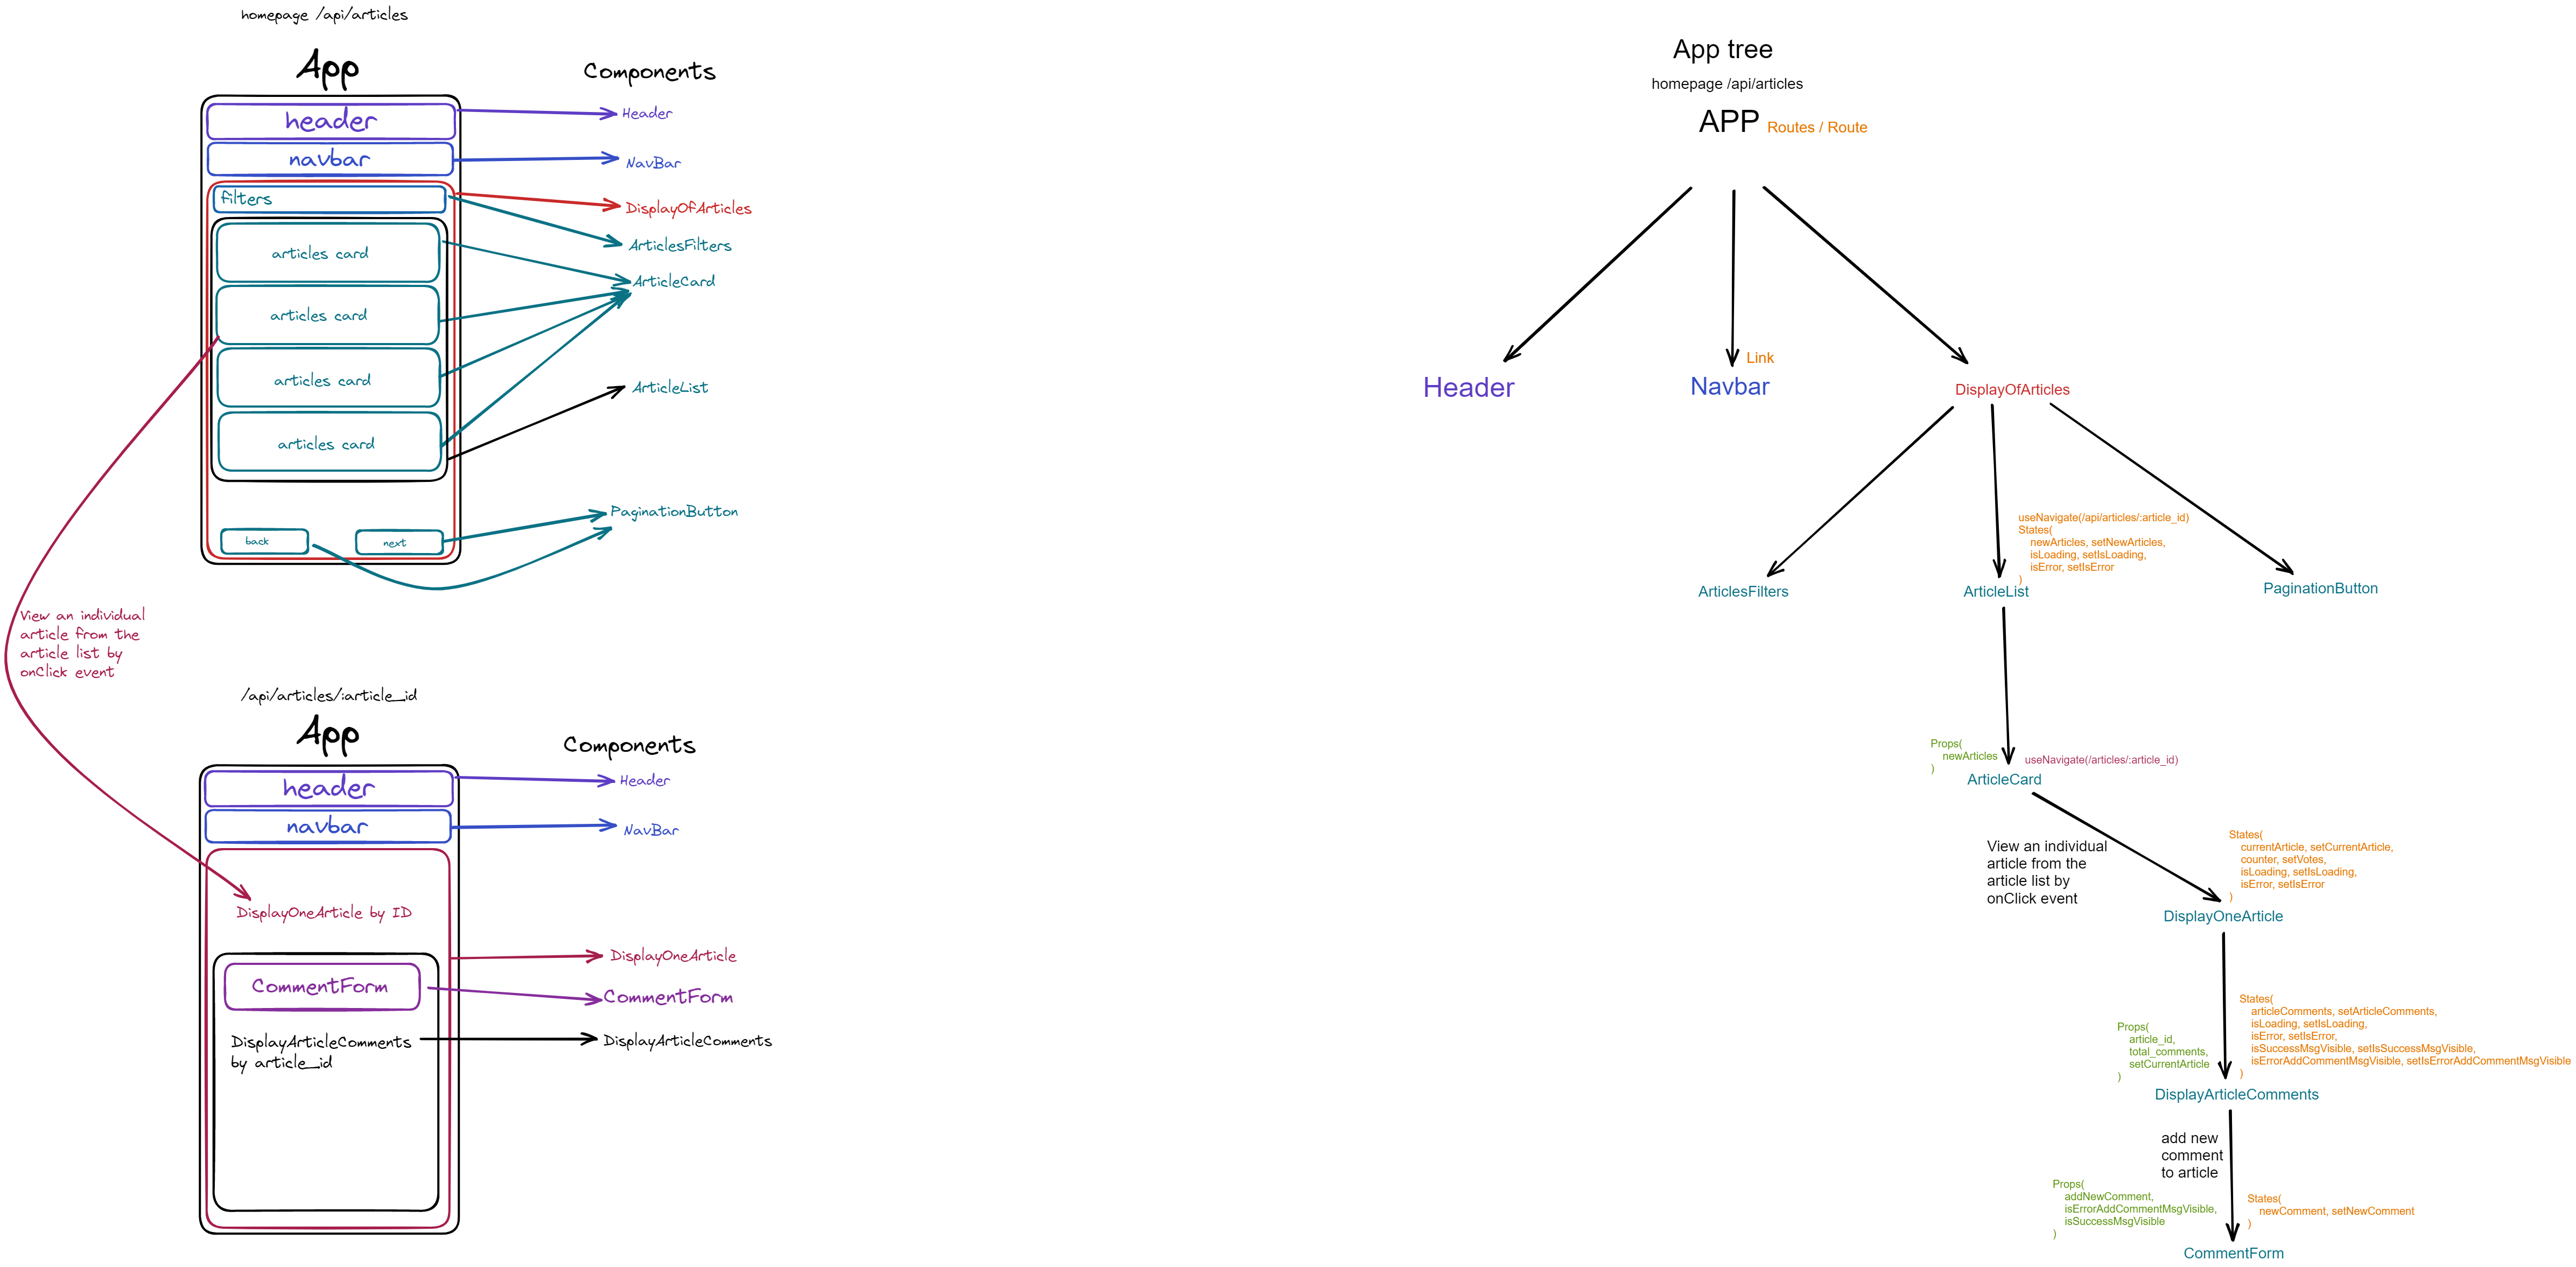 homepage /api/articles
App
Components
header
Header
navbar
NavBar
filters
DisplayOfArticles
ArticlesFilters
articles card
ArticleCard
articles card
articles card
ArticleList
articles card
PaginationButton
back
next
View an individual
article from the
article list by
onClick event
/api/articles/:article_id
App
Components
header
Header
navbar
NavBar
DisplayOneArticle by ID
DisplayOneArticle
CommentForm
CommentForm
DisplayArticleComments
by article_id
DisplayArticleComments
App tree
homepage /api/articles
APP
Routes / Route
Link
Header
Navbar
DisplayOfArticles
useNavigate(/api/articles/:article_id)
States(
newArticles, setNewArticles,
isLoading, setIsLoading,
isError, setIsError
)
ArticlesFilters
ArticleList
PaginationButton
Props(
newArticles
)
useNavigate(/articles/:article_id)
ArticleCard
View an individual
article from the
article list by
onClick event
States(
currentArticle, setCurrentArticle,
counter, setVotes,
isLoading, setIsLoading,
isError, setIsError
)
DisplayOneArticle
Props(
article_id,
total_comments,
setCurrentArticle
)
States(
articleComments, setArticleComments,
isLoading, setIsLoading,
isError, setIsError,
isSuccessMsgVisible, setIsSuccessMsgVisible,
isErrorAddCommentMsgVisible, setIsErrorAddCommentMsgVisible
)
DisplayArticleComments
add new
comment
to article
Props(
addNewComment,
isErrorAddCommentMsgVisible,
isSuccessMsgVisible
)
States(
newComment, setNewComment
)
CommentForm